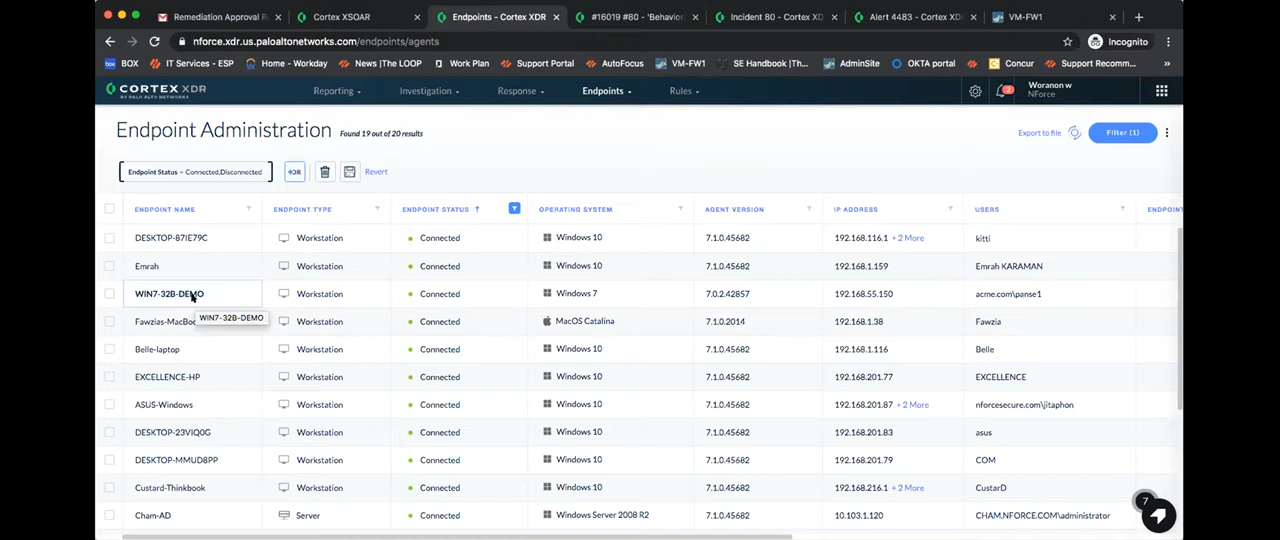 Remediation Approval R
Cortex XSOAR
Endpoints - Cortex XDR
#16019 #80 - 'Behavior
Incident 80 - Cortex XD
Alert 4483 - Cortex XDR
VM-FW1
nforce.xdr.us.paloaltonetworks.com/endpoints/agents
Incognito
box BOX
IT Services - ESP
Home - Workday
News |The LOOP
Work Plan
Support Portal
AutoFocus
VM-FW1
SE Handbook |Th...
AdminSite
OKTA portal
Concur
Support Recomm...
»
CORTEX XDR
BY PALO ALTO NETWORKS
Reporting
Investigation
Response
Endpoints
Rules
2
Woranon w
NForce
Endpoint Administration
Found 19 out of 20 results
Export to file
Filter (1)
Endpoint Status = Connected,Disconnected
+OR
Revert
ENDPOINT NAME ENDPOINT TYPE ENDPOINT STATUS OPERATING SYSTEM AGENT VERSION IP ADDRESS USERS ENDPOINT
DESKTOP-87IE79C Workstation Connected Windows 10 7.1.0.45682 192.168.116.1 + 2 More kitti
Emrah Workstation Connected Windows 10 7.1.0.45682 192.168.1.159 Emrah KARAMAN
WIN7-32B-DEMO Workstation Connected Windows 7 7.0.2.42857 192.168.55.150 acme.com\panse1
WIN7-32B-DEMO
Fawzias-MacBoo Workstation Connected MacOS Catalina 7.1.0.2014 192.168.1.38 Fawzia
Belle-laptop Workstation Connected Windows 10 7.1.0.45682 192.168.1.116 Belle
EXCELLENCE-HP Workstation Connected Windows 10 7.1.0.45682 192.168.201.77 EXCELLENCE
ASUS-Windows Workstation Connected Windows 10 7.1.0.45682 192.168.201.87 + 2 More nforcesecure.com\jitaphon
DESKTOP-23VIQ0G Workstation Connected Windows 10 7.1.0.45682 192.168.201.83 asus
DESKTOP-MMUD8PP Workstation Connected Windows 10 7.1.0.45682 192.168.201.79 COM
Custard-Thinkbook Workstation Connected Windows 10 7.1.0.45682 192.168.216.1 + 2 More CustarD
Cham-AD Server Connected Windows Server 2008 R2 7.1.0.45682 10.103.1.120 CHAM.NFORCE.COM\administrator
7